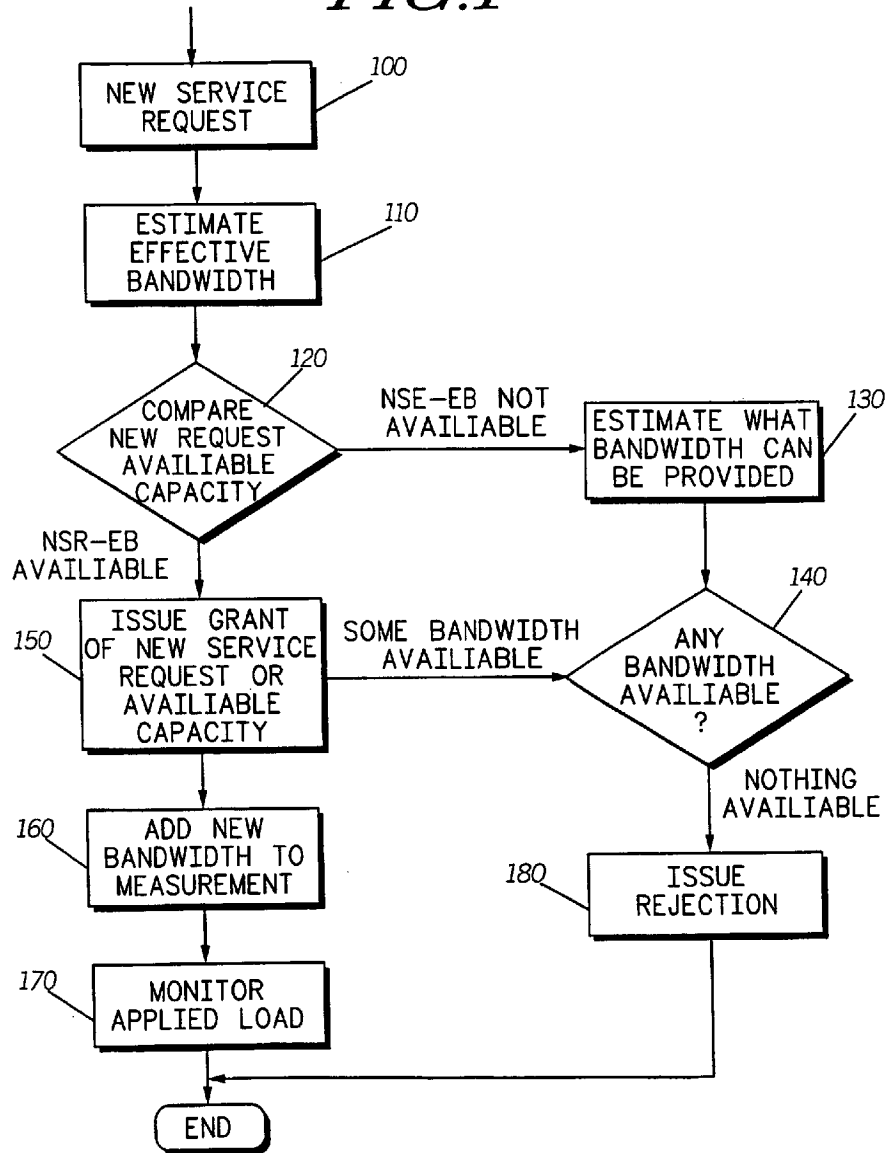 FIG.1
NEW SERVICE
REQUEST
100
ESTIMATE
EFFECTIVE
BANDWIDTH
110
COMPARE
NEW REQUEST
AVAILIABLE
CAPACITY
120
NSE-EB NOT
AVAILIABLE
ESTIMATE WHAT
BANDWIDTH CAN
BE PROVIDED
130
NSR-EB
AVAILIABLE
ISSUE GRANT
OF NEW SERVICE
REQUEST OR
AVAILIABLE
CAPACITY
150
SOME BANDWIDTH
AVAILIABLE
ANY
BANDWIDTH
AVAILIABLE
?
140
NOTHING
AVAILIABLE
160
ADD NEW
BANDWIDTH TO
MEASUREMENT
180
ISSUE
REJECTION
170
MONITOR
APPLIED LOAD
END